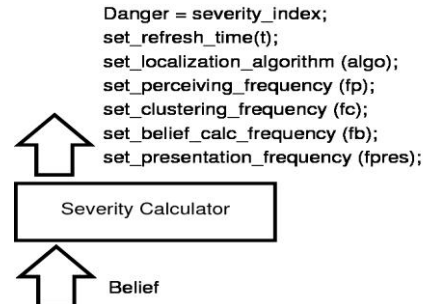 Danger = severity_index;
set_refresh_time(t);
set_localization_algorithm (algo);
set_perceiving_frequency (fp);
set_clustering_frequency (fc);
set_belief_calc_frequency (fb);
set_presentation_frequency (fpres);
Severity Calculator
Belief